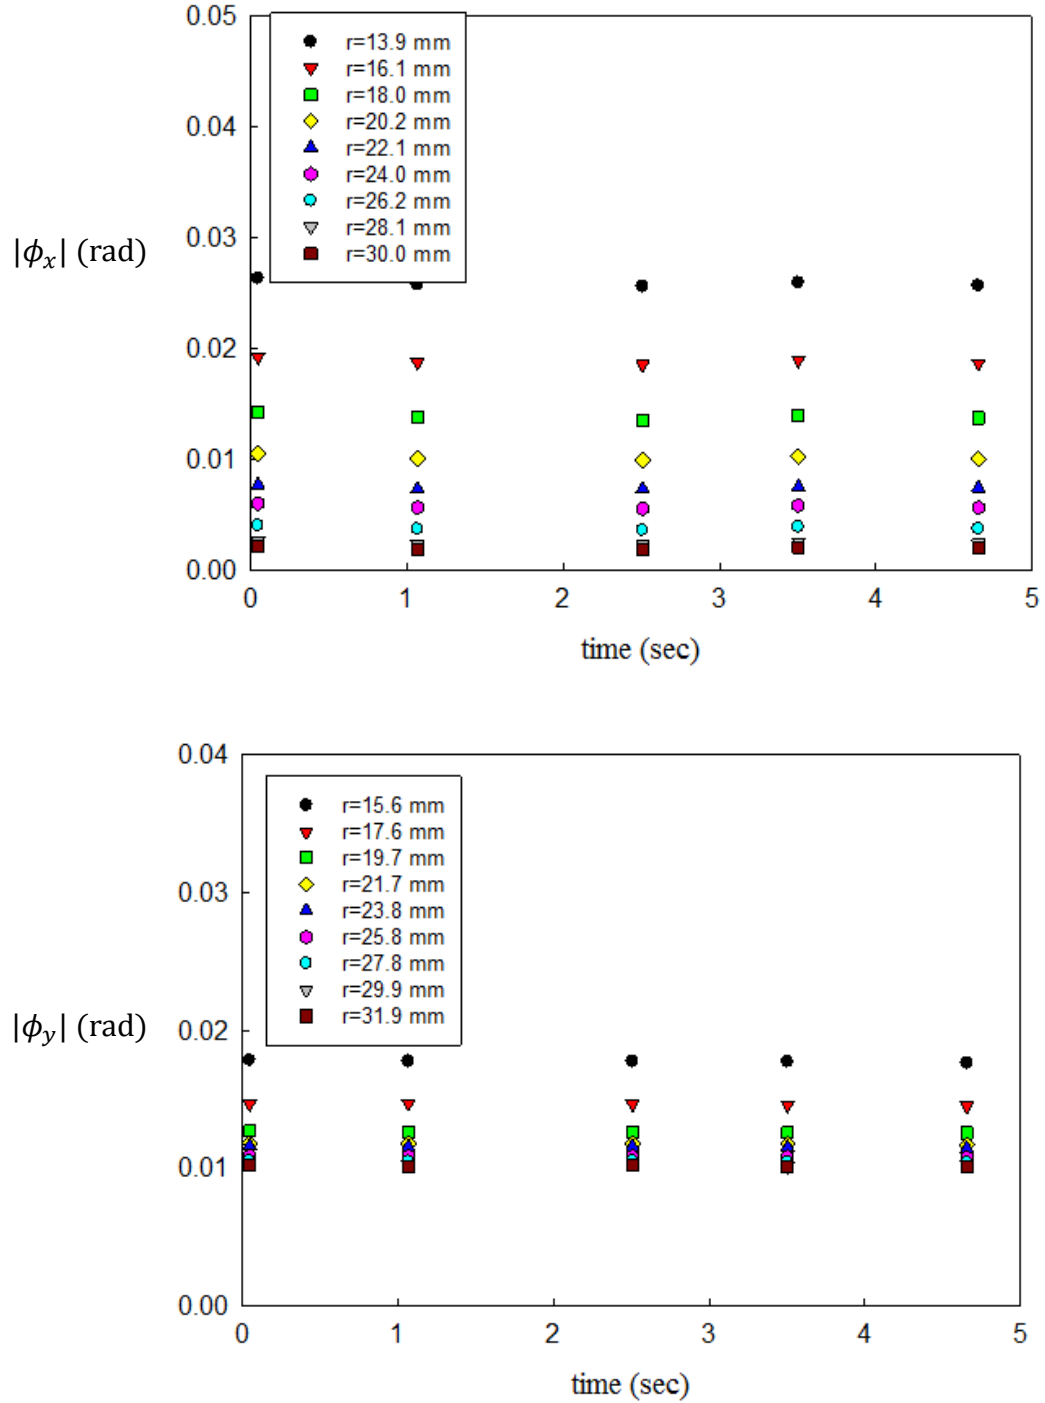 0.05
r=13.9 mm
r=16.1 mm
r=18.0 mm
r=20.2 mm
r=22.1 mm
r=24.0 mm
r=26.2 mm
r=28.1 mm
r=30.0 mm
0.04
0.03
|ϕx| (rad)
0.02
0.01
0.00
0 1 2 3 4 5
time (sec)
0.04
r=15.6 mm
r=17.6 mm
r=19.7 mm
r=21.7 mm
r=23.8 mm
r=25.8 mm
r=27.8 mm
r=29.9 mm
r=31.9 mm
0.03
0.02
|ϕy| (rad)
0.01
0.00
0 1 2 3 4 5
time (sec)